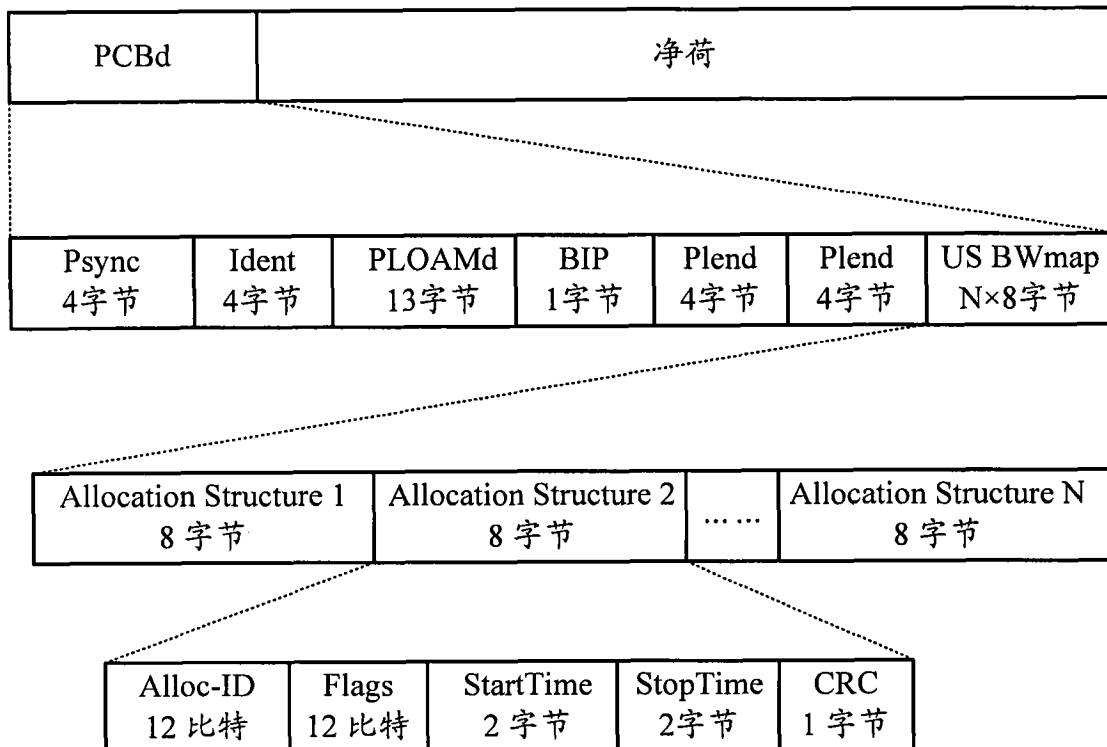 PCBd 净荷
Psync Ident PLOAMd BIP Plend Plend US BWmap
4字节 4字节 13字节 1字节 4字节 4字节 N×8字节
Allocation Structure 1 Allocation Structure 2 …… Allocation Structure N
8 字节 8 字节 8 字节
Alloc-ID Flags StartTime StopTime CRC
12 比特 12 比特 2 字节 2字节 1 字节